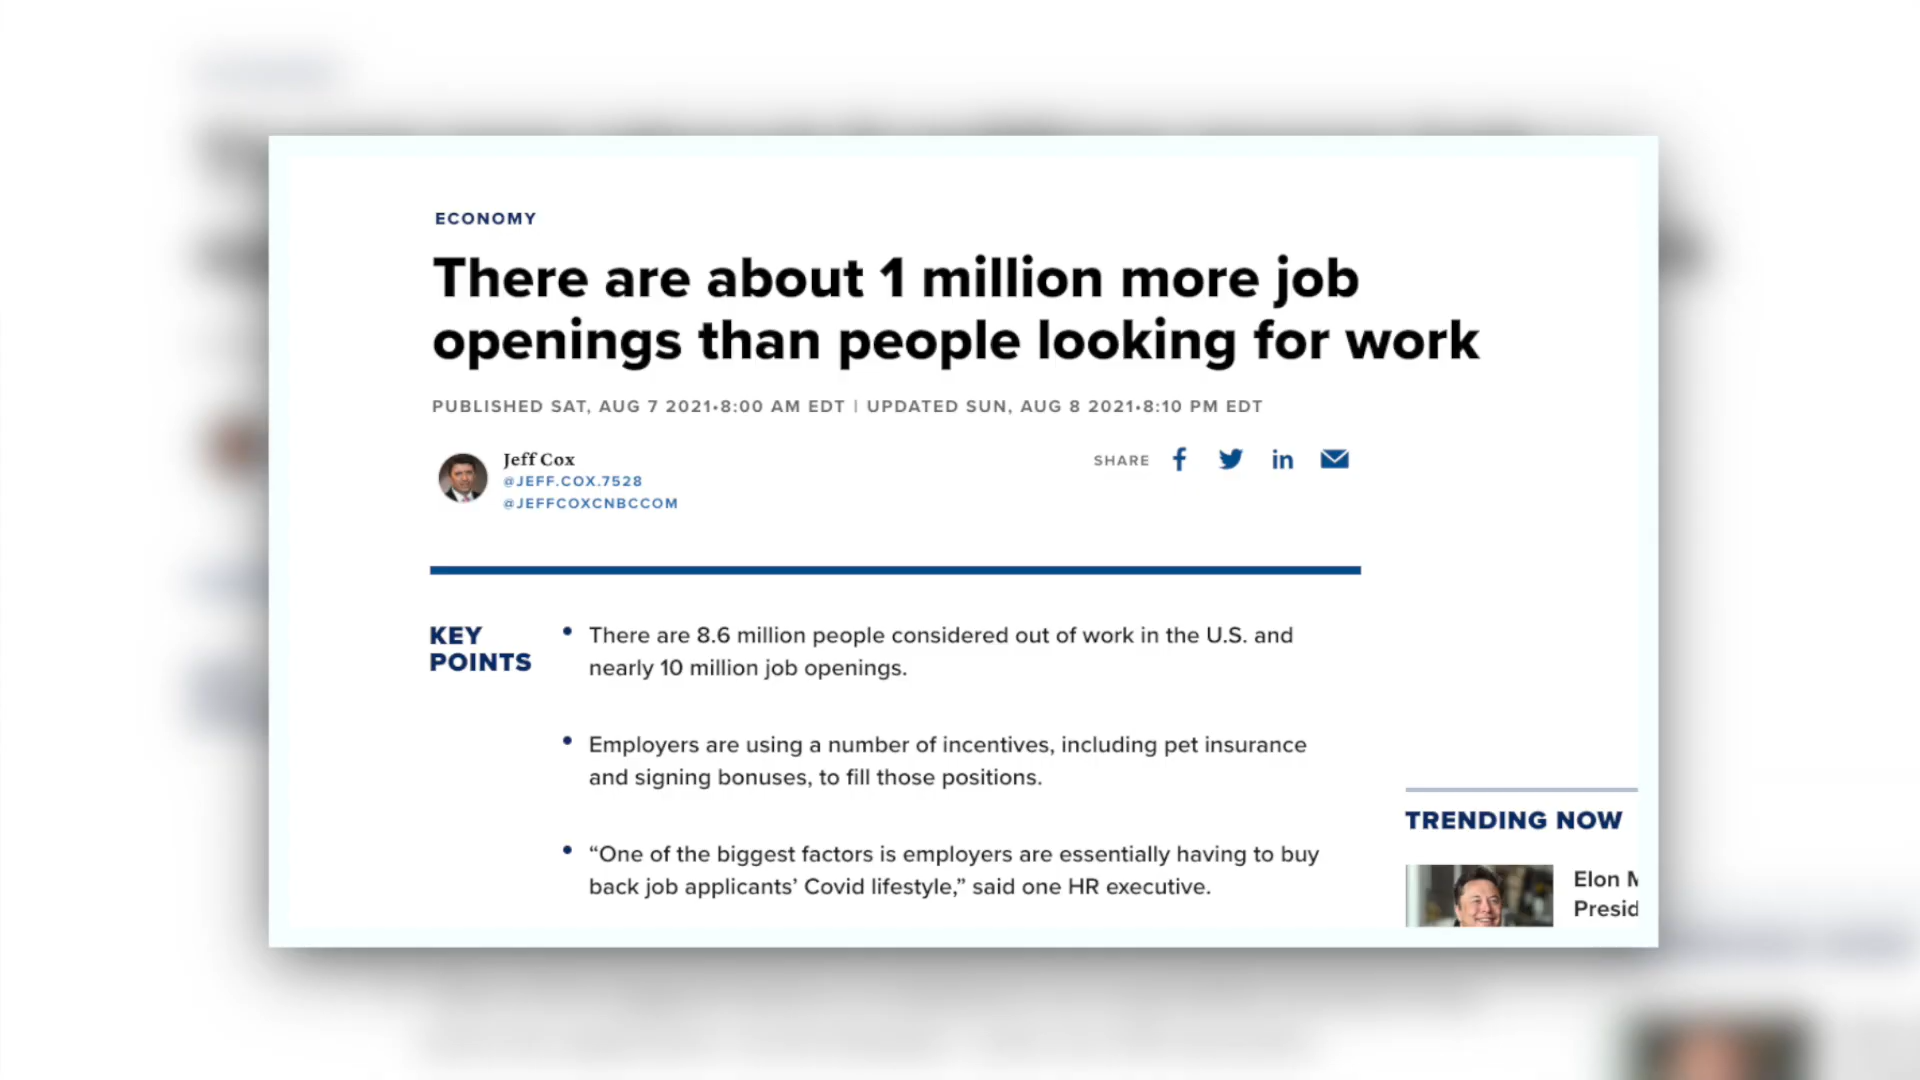 ECONOMY
There are about 1 million more job
openings than people looking for work
PUBLISHED SAT, AUG 7 2021•8:00 AM EDT | UPDATED SUN, AUG 8 2021•8:10 PM EDT
Jeff Cox
@JEFF.COX.7528
@JEFFCOXCNBCCOM
SHARE
KEY
POINTS
• There are 8.6 million people considered out of work in the U.S. and
nearly 10 million job openings.
• Employers are using a number of incentives, including pet insurance
and signing bonuses, to fill those positions.
• “One of the biggest factors is employers are essentially having to buy
back job applicants’ Covid lifestyle,” said one HR executive.
TRENDING NOW
Elon M
Presid